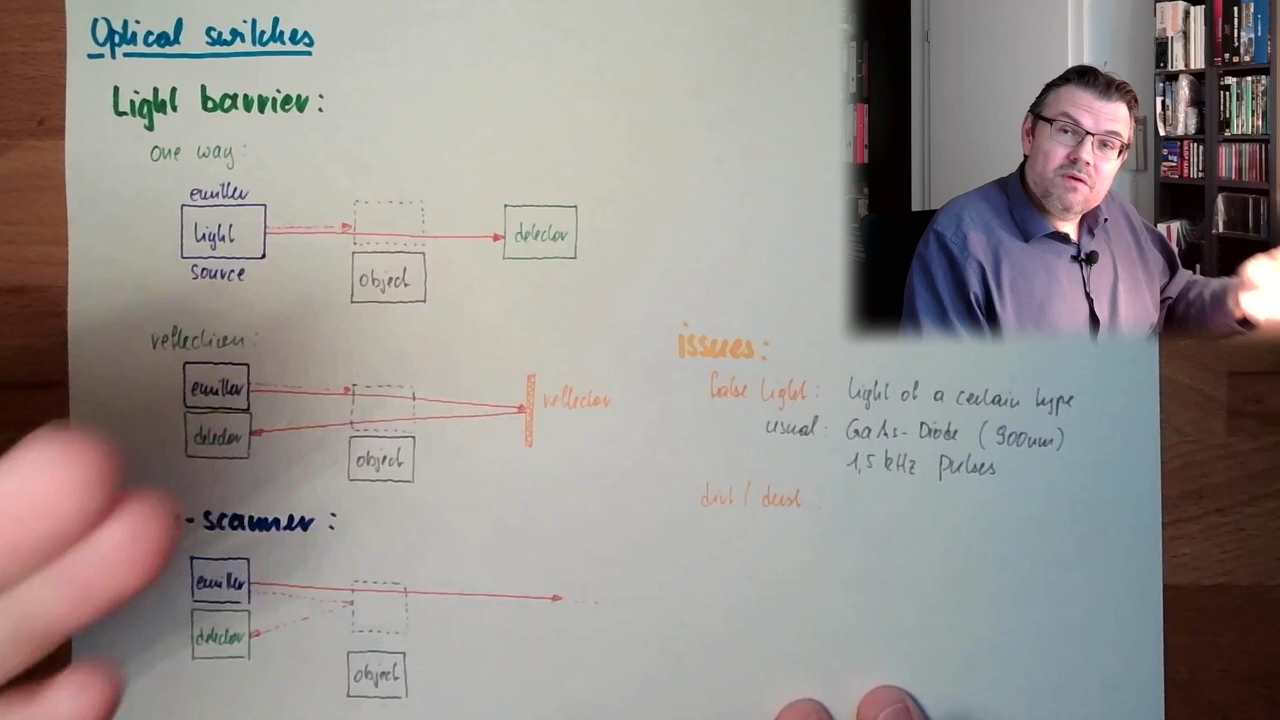 Optical switches
Light barrier:
one way:
emitter
light
source
object
detector
reflection:
emitter
detector
object
reflector
-scanner:
emitter
detector
object
issues:
false light: light of a certain type
usual: GaAs-Diode (900nm)
1,5 kHz pulses
dirt / dust: